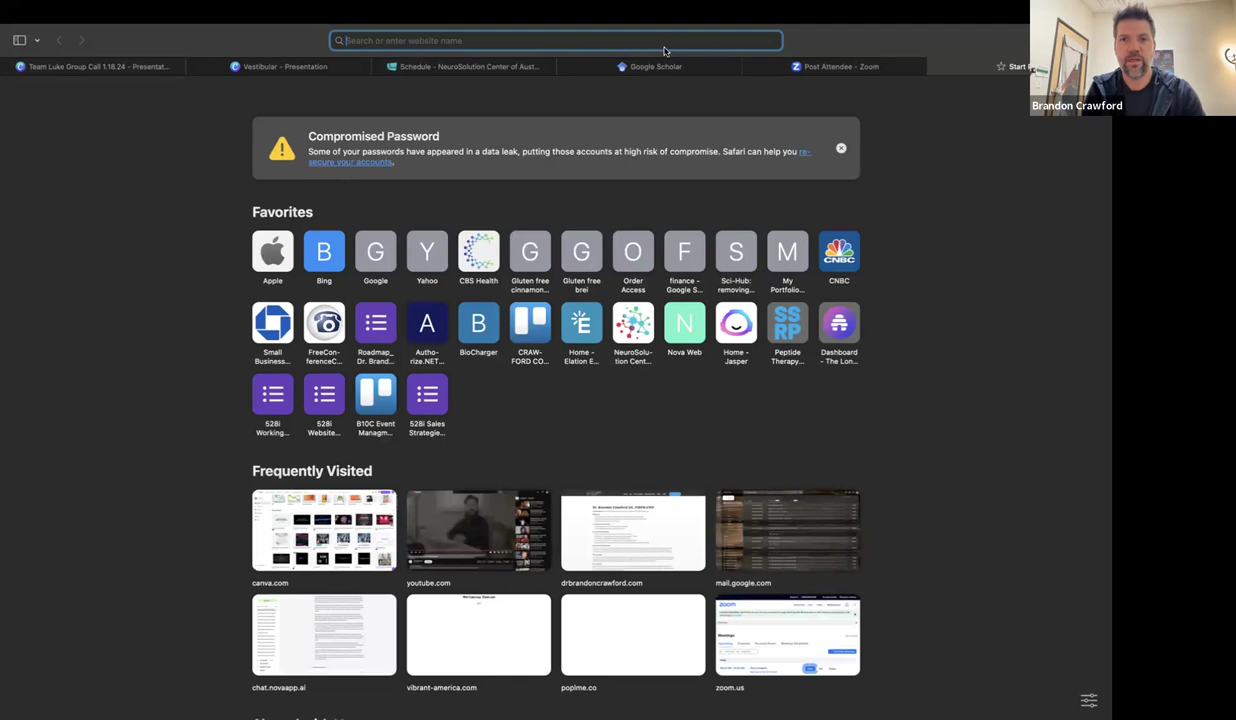 Search or enter website name
Team Luke Group Call 1.18.24 - Presentat...
Vestibular - Presentation
Schedule - NeuroSolution Center of Aust...
Google Scholar
Post Attendee - Zoom
Start
Brandon Crawford
Compromised Password
Some of your passwords have appeared in a data leak, putting those accounts at high risk of compromise. Safari can help you re-
secure your accounts.
Favorites
B G Y G G O F S M
CNBC
Apple
Bing
Google
Yahoo
CBS Health
Gluten free
cinnamon...
Gluten free
brei
Order
Access
finance -
Google S...
Sci-Hub:
removing...
My
Portfolio...
CNBC
A B N
SS
RP
Small
Business...
FreeCon-
ferenceC...
Roadmap_
Dr. Brand...
Autho-
rize.NET...
BioCharger
CRAW-
FORD CO...
Home -
Elation E...
NeuroSolu-
tion Cent...
Nova Web
Home -
Jasper
Peptide
Therapy...
Dashboard
- The Lon...
528i
Working...
528i
Website...
B10C Event
Managm...
528i Sales
Strategie...
Frequently Visited
canva.com
youtube.com
drbrandoncrawford.com
mail.google.com
zoom
Meetings
chat.novaapp.ai
vibrant-america.com
poplme.co
zoom.us